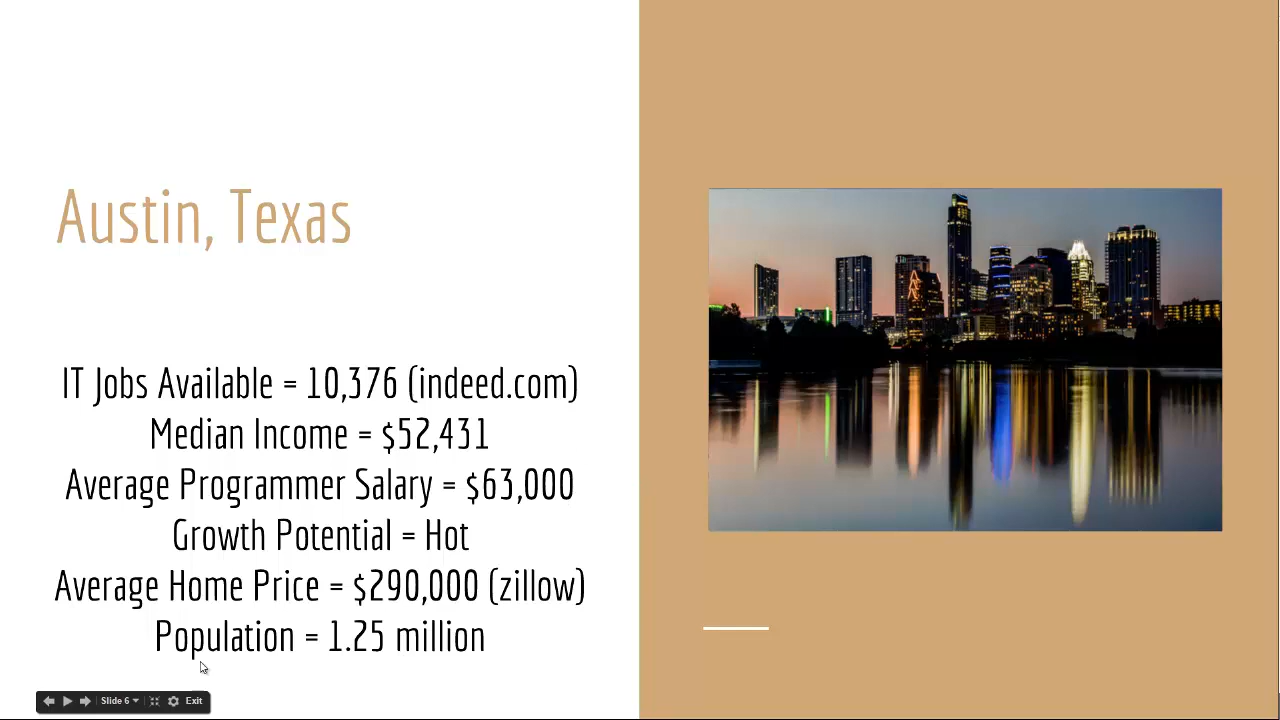 Austin, Texas
IT Jobs Available = 10,376 (indeed.com)
Median Income = $52,431
Average Programmer Salary = $63,000
Growth Potential = Hot
Average Home Price = $290,000 (zillow)
Population = 1.25 million
Slide 6
Exit